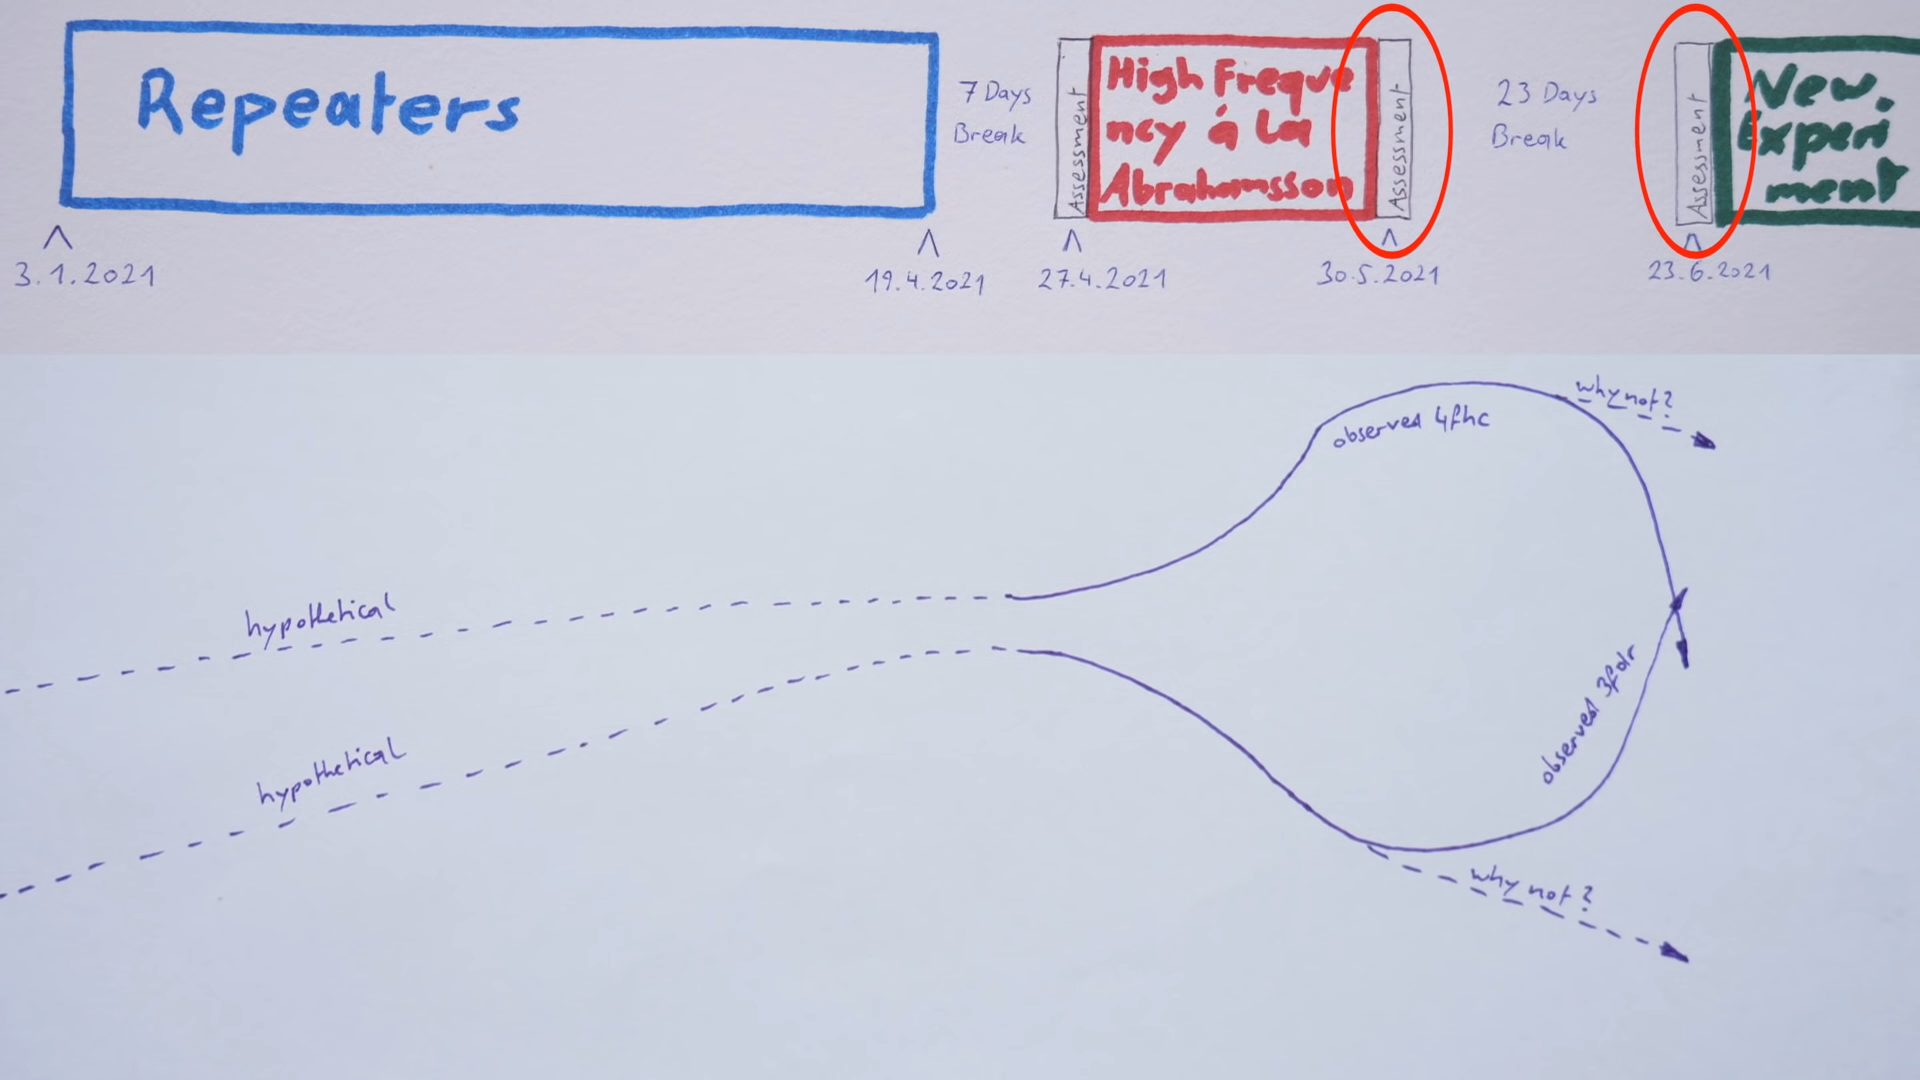 Repeaters
7 Days
Break
Assessment
High Freque
ncy á la
Abrahamsson
Assessment
23 Days
Break
Assessment
New.
Experi
ment
3.1.2021
19.4.2021
27.4.2021
30.5.2021
23.6.2021
why not?
observed 4fhc
hypothetical
observed 3fdr
hypothetical
why not?